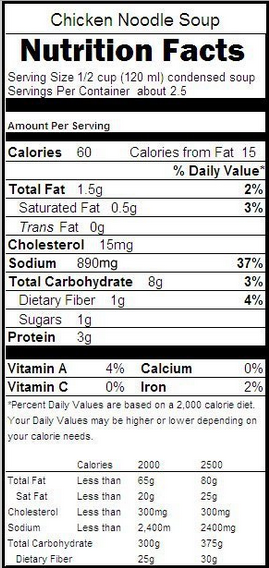 Chicken Noodle Soup
Nutrition Facts
Serving Size 1/2 cup (120 ml) condensed soup
Servings Per Container about 2.5
Amount Per Serving
Calories 60 Calories from Fat 15
% Daily Value*
Total Fat 1.5g 2%
Saturated Fat 0.5g 3%
Trans Fat 0g
Cholesterol 15mg
Sodium 890mg 37%
Total Carbohydrate 8g 3%
Dietary Fiber 1g 4%
Sugars 1g
Protein 3g
Vitamin A 4% Calcium 0%
Vitamin C 0% Iron 2%
*Percent Daily Values are based on a 2,000 calorie diet.
Your Daily Values may be higher or lower depending on
your calorie needs.
Calories 2000 2500
Total Fat Less than 65g 80g
Sat Fat Less than 20g 25g
Cholesterol Less than 300mg 300mg
Sodium Less than 2,400m 2400mg
Total Carbohydrate 300g 375g
Dietary Fiber 25g 30g